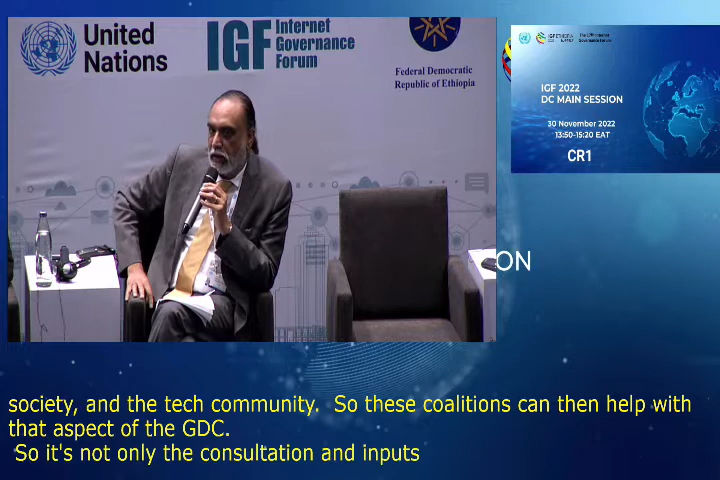 United
Nations
IGF
Internet
Governance
Forum
Federal Democratic
Republic of Ethiopia
IGF 2022
DC MAIN SESSION
30 November 2022
13:50-15:20 EAT
CR1
ON
society, and the tech community.  So these coalitions can then help with
that aspect of the GDC.
So it's not only the consultation and inputs